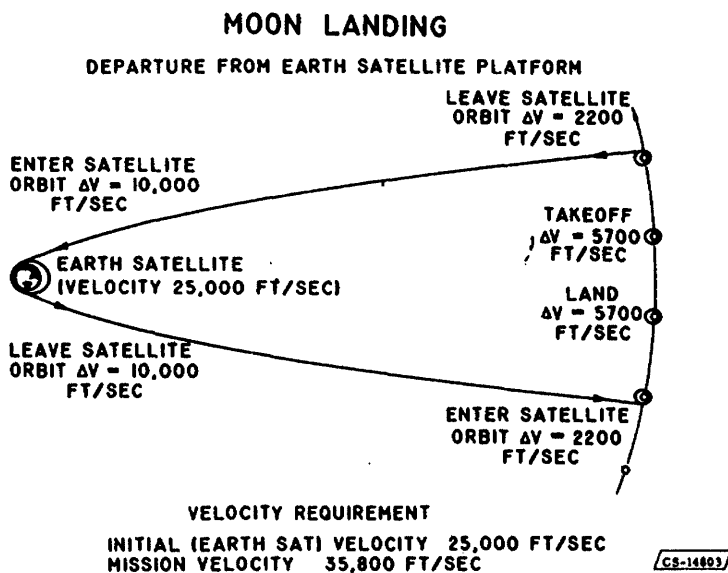 MOON LANDING
DEPARTURE FROM EARTH SATELLITE PLATFORM
LEAVE SATELLITE
ORBIT ΔV = 2200
FT/SEC
ENTER SATELLITE
ORBIT ΔV = 10,000
FT/SEC
TAKEOFF
ΔV = 5700
FT/SEC
EARTH SATELLITE
(VELOCITY 25,000 FT/SEC)
LAND
ΔV = 5700
FT/SEC
LEAVE SATELLITE
ORBIT ΔV = 10,000
FT/SEC
ENTER SATELLITE
ORBIT ΔV = 2200
FT/SEC
VELOCITY REQUIREMENT
INITIAL (EARTH SAT) VELOCITY 25,000 FT/SEC
MISSION VELOCITY 35,800 FT/SEC
CS-14603